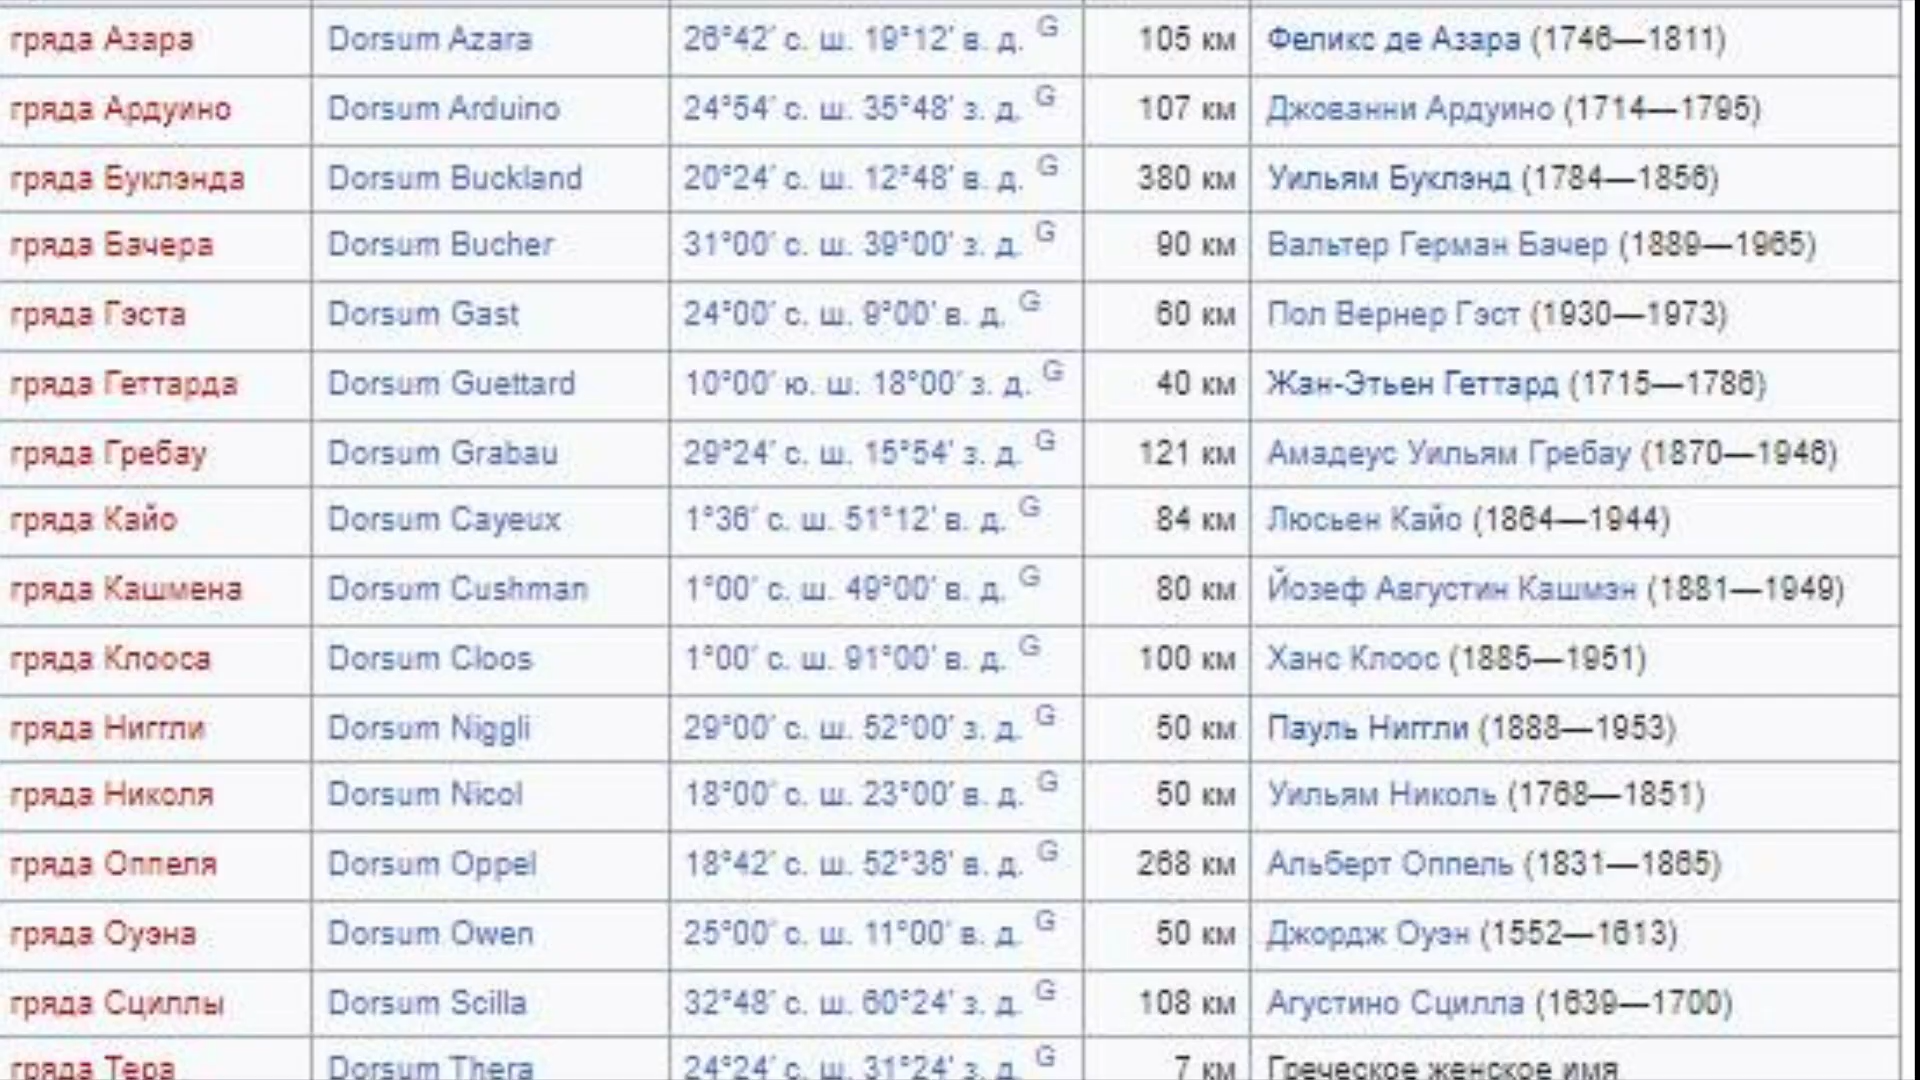 гряда Азара Dorsum Azara 26°42′ с. ш. 19°12′ в. д. G 105 км Феликс де Азара (1746—1811)
гряда Ардуино Dorsum Arduino 24°54′ с. ш. 35°48′ з. д. G 107 км Джованни Ардуино (1714—1795)
гряда Буклэнда Dorsum Buckland 20°24′ с. ш. 12°48′ в. д. G 380 км Уильям Буклэнд (1784—1856)
гряда Бачера Dorsum Bucher 31°00′ с. ш. 39°00′ з. д. G 90 км Вальтер Герман Бачер (1889—1965)
гряда Гэста Dorsum Gast 24°00′ с. ш. 9°00′ в. д. G 60 км Пол Вернер Гэст (1930—1973)
гряда Геттарда Dorsum Guettard 10°00′ ю. ш. 18°00′ з. д. G 40 км Жан-Этьен Геттард (1715—1786)
гряда Гребау Dorsum Grabau 29°24′ с. ш. 15°54′ з. д. G 121 км Амадеус Уильям Гребау (1870—1946)
гряда Кайо Dorsum Cayeux 1°36′ с. ш. 51°12′ в. д. G 84 км Люсьен Кайо (1864—1944)
гряда Кашмена Dorsum Cushman 1°00′ с. ш. 49°00′ в. д. G 80 км Йозеф Августин Кашмэн (1881—1949)
гряда Клооса Dorsum Cloos 1°00′ с. ш. 91°00′ в. д. G 100 км Ханс Клоос (1885—1951)
гряда Ниггли Dorsum Niggli 29°00′ с. ш. 52°00′ з. д. G 50 км Пауль Ниггли (1888—1953)
гряда Николя Dorsum Nicol 18°00′ с. ш. 23°00′ в. д. G 50 км Уильям Николь (1768—1851)
гряда Оппеля Dorsum Oppel 18°42′ с. ш. 52°36′ в. д. G 268 км Альберт Оппель (1831—1865)
гряда Оуэна Dorsum Owen 25°00′ с. ш. 11°00′ в. д. G 50 км Джордж Оуэн (1552—1613)
гряда Сциллы Dorsum Scilla 32°48′ с. ш. 60°24′ з. д. G 108 км Агустино Сцилла (1639—1700)
гряда Тера Dorsum Thera 24°24′ с. ш. 31°24′ з. д. G 7 км Греческое женское имя